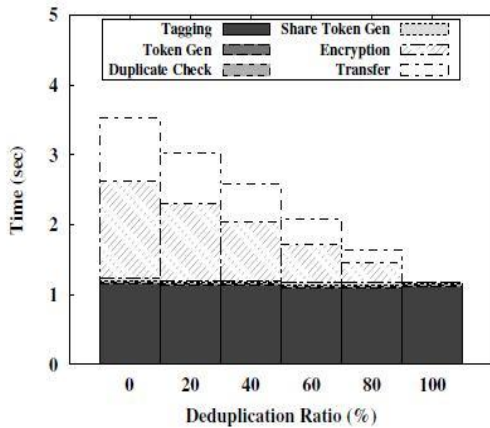 5
Tagging
Share Token Gen
Token Gen
Encryption
Duplicate Check
Transfer
4
3
2
1
0
Time (sec)
0 20 40 60 80 100
Deduplication Ratio (%)